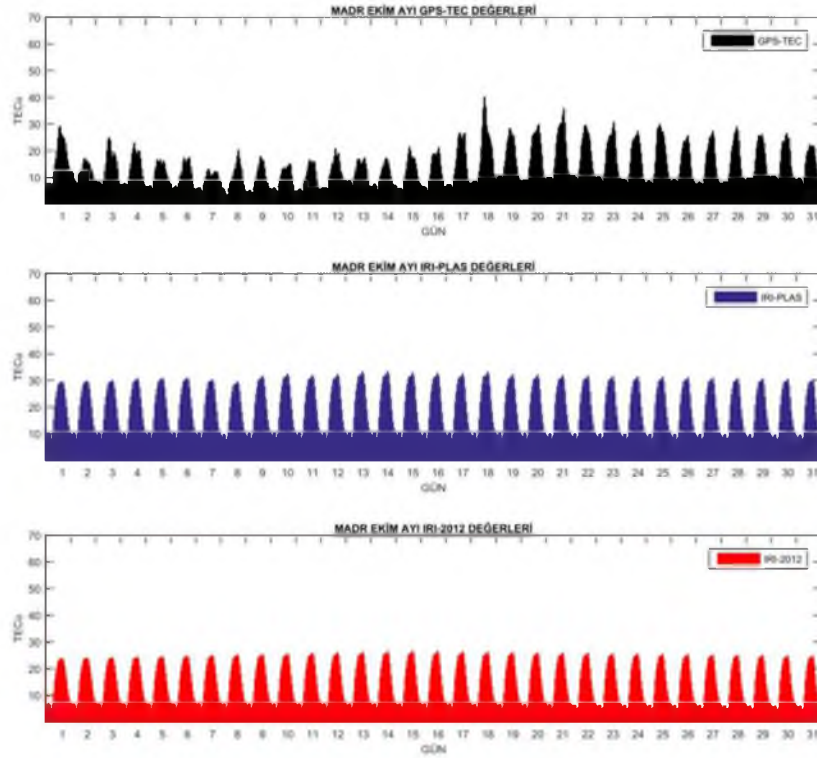 MADR EKİM AYI GPS-TEC DEĞERLERİ
70
60
50
40
30
20
10
TECu
GPS-TEC
1 2 3 4 5 6 7 8 9 10 11 12 13 14 15 16 17 18 19 20 21 22 23 24 25 26 27 28 29 30 31
GÜN
MADR EKİM AYI IRI-PLAS DEĞERLERİ
70
60
50
40
30
20
10
TECu
IRI-PLAS
1 2 3 4 5 6 7 8 9 10 11 12 13 14 15 16 17 18 19 20 21 22 23 24 25 26 27 28 29 30 31
GÜN
MADR EKİM AYI IRI-2012 DEĞERLERİ
70
60
50
40
30
20
10
TECu
IRI-2012
1 2 3 4 5 6 7 8 9 10 11 12 13 14 15 16 17 18 19 20 21 22 23 24 25 26 27 28 29 30 31
GÜN